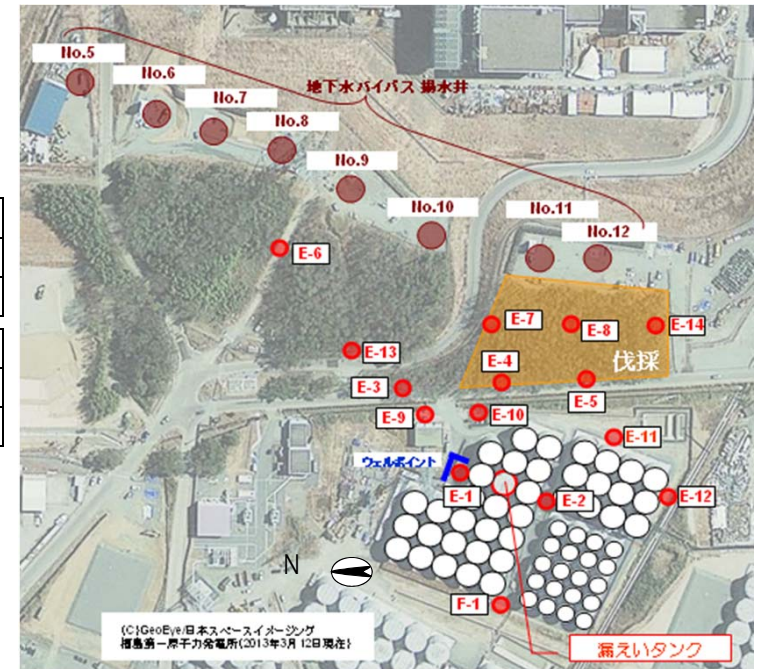 No.5
No.6
No.7
地下水バイパス 揚水井
No.8
No.9
No.10
No.11
No.12
E-6
E-7
E-8
E-14
E-13
伐採
E-4
E-3
E-5
E-9
E-10
E-11
ウェルポイント
E-1
E-2
E-12
N
F-1
(C)GeoEye/日本スペースイメージング
福島第一原子力発電所(2013年3月12日現在)
漏えいタンク